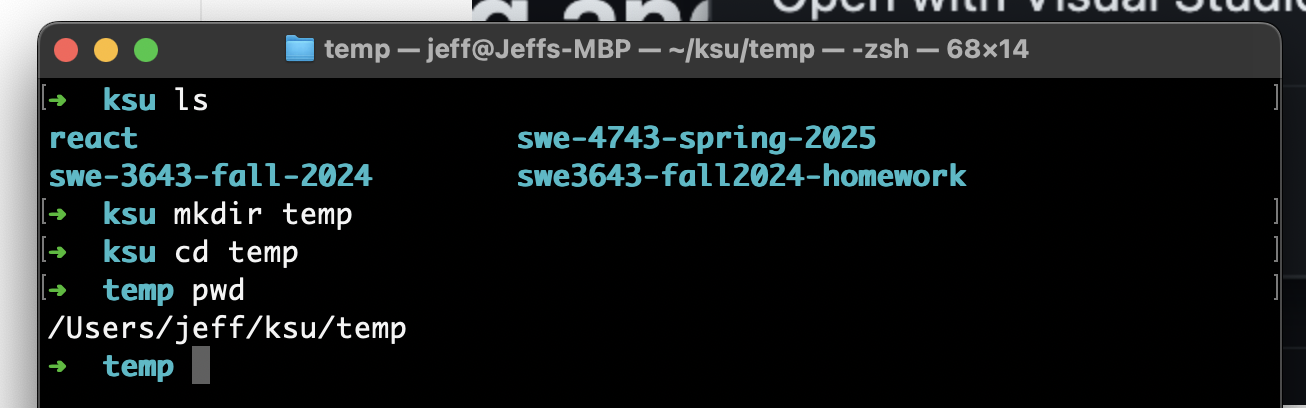 Open with Visual Studio
temp — jeff@Jeffs-MBP — ~/ksu/temp — -zsh — 68×14
➜ ksu ls
react swe-4743-spring-2025
swe-3643-fall-2024 swe3643-fall2024-homework
➜ ksu mkdir temp
➜ ksu cd temp
➜ temp pwd
/Users/jeff/ksu/temp
➜ temp